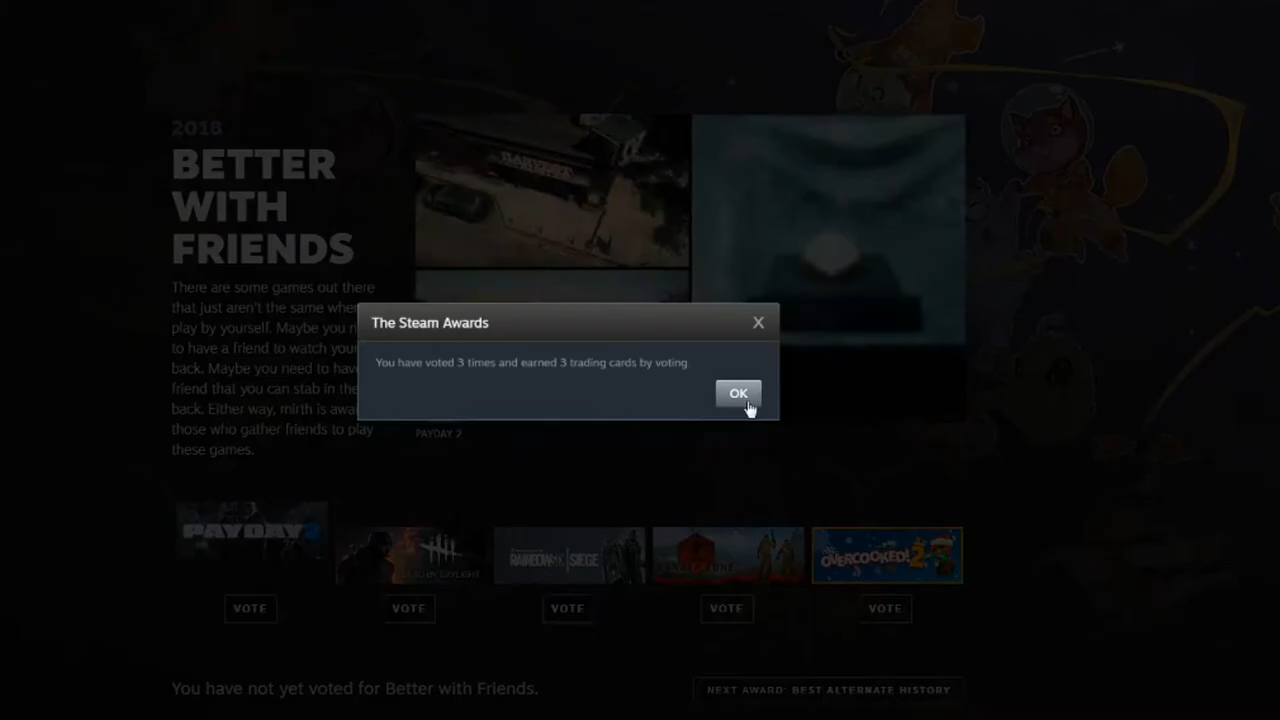 2018
BETTER
WITH
FRIENDS
There are some games out there
that just aren't the same when
play by yourself. Maybe you n
to have a friend to watch your
back. Maybe you need to have
friend that you can stab in the
back. Either way, mirth is awa
those who gather friends to play
these games.
The Steam Awards
X
You have voted 3 times and earned 3 trading cards by voting.
OK
PAYDAY 2
PAYDAY 2
DEAD BY DAYLIGHT
RAINBOW SIX | SIEGE
DANGER ZONE
OVERCOOKED! 2
VOTE
VOTE
VOTE
VOTE
VOTE
You have not yet voted for Better with Friends.
NEXT AWARD: BEST ALTERNATE HISTORY